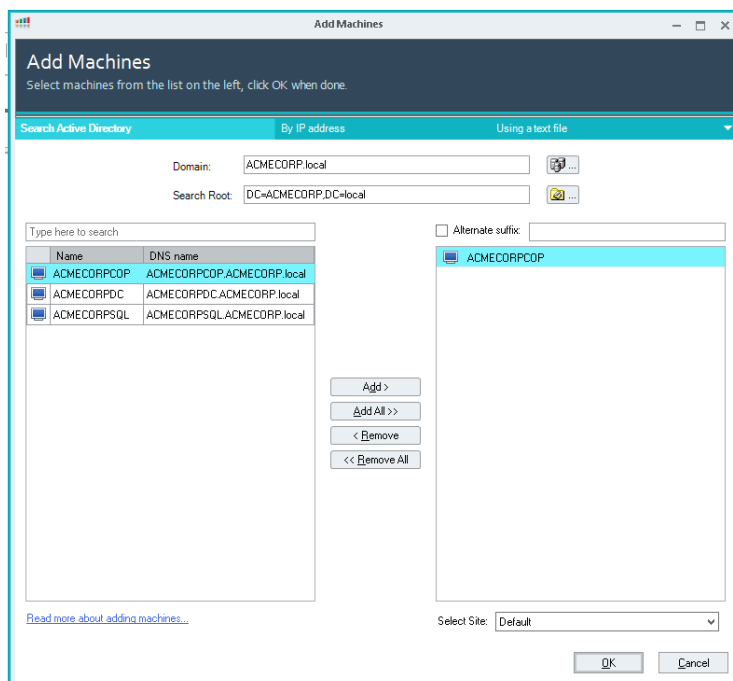 Add Machines
Add Machines
Select machines from the list on the left, click OK when done.
Search Active Directory By IP address Using a text file
Domain: ACMECORP.local ...
Search Root: DC=ACMECORP,DC=local ...
Type here to search Alternate suffix:
Name DNS name ACMECORPCOP
ACMECORPCOP ACMECORPCOP.ACMECORP.local
ACMECORPDC ACMECORPDC.ACMECORP.local
ACMECORPSQL ACMECORPSQL.ACMECORP.local
Add >
Add All >>
< Remove
<< Remove All
Read more about adding machines... Select Site: Default
OK Cancel